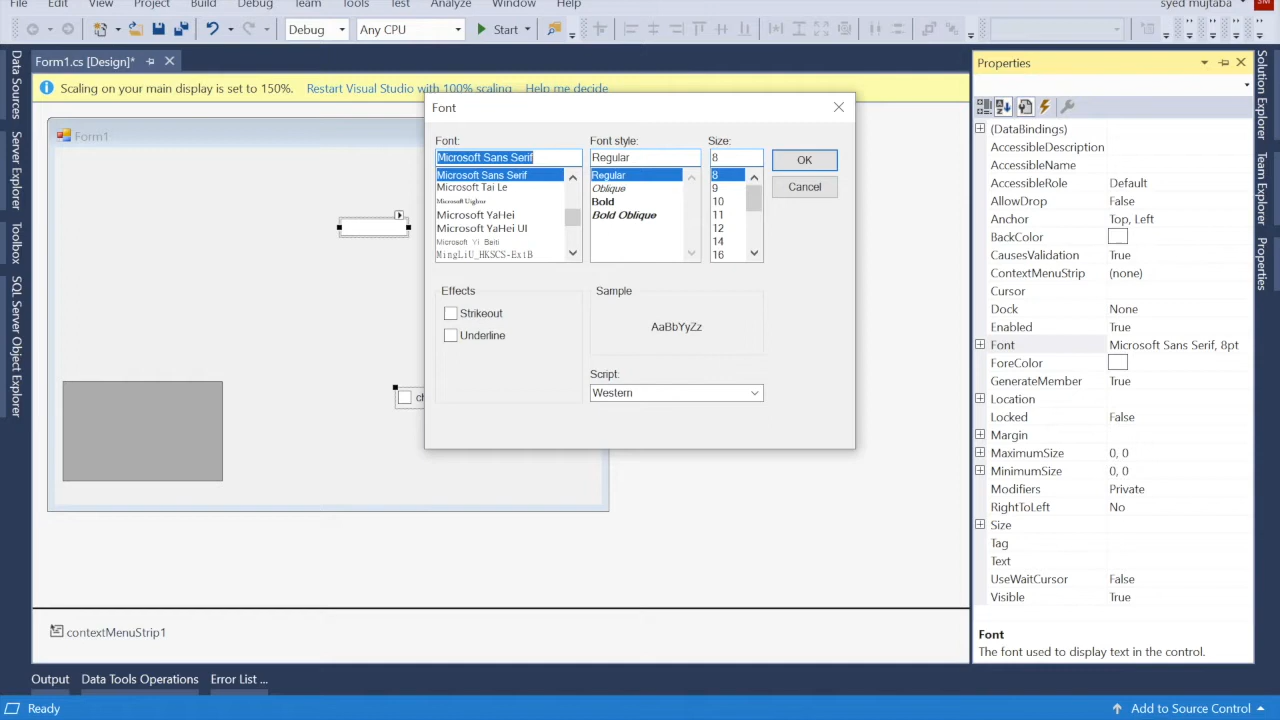 File Edit View Project Build Debug Team Tools Test Analyze Window Help
syed mujtaba
SM
Debug
Any CPU
Start
Form1.cs [Design]*
Scaling on your main display is set to 150%. Restart Visual Studio with 100% scaling Help me decide
Data Sources
Server Explorer
Toolbox
SQL Server Object Explorer
Form1
ch
contextMenuStrip1
Font
Font:
Font style:
Size:
Microsoft Sans Serif
Regular
8
OK
Cancel
Microsoft Sans Serif
Microsoft Tai Le
Microsoft Uighur
Microsoft YaHei
Microsoft YaHei UI
Microsoft Yi Baiti
MingLiU_HKSCS-ExtB
Regular
Oblique
Bold
Bold Oblique
8
9
10
11
12
14
16
Effects
Strikeout
Underline
Sample
AaBbYyZz
Script:
Western
Properties
(DataBindings)
AccessibleDescription
AccessibleName
AccessibleRole Default
AllowDrop False
Anchor Top, Left
BackColor
CausesValidation True
ContextMenuStrip (none)
Cursor
Dock None
Enabled True
Font Microsoft Sans Serif, 8pt
ForeColor
GenerateMember True
Location
Locked False
Margin
MaximumSize 0, 0
MinimumSize 0, 0
Modifiers Private
RightToLeft No
Size
Tag
Text
UseWaitCursor False
Visible True
Font
The font used to display text in the control.
Solution Explorer
Team Explorer
Properties
Output
Data Tools Operations
Error List ...
Ready
Add to Source Control